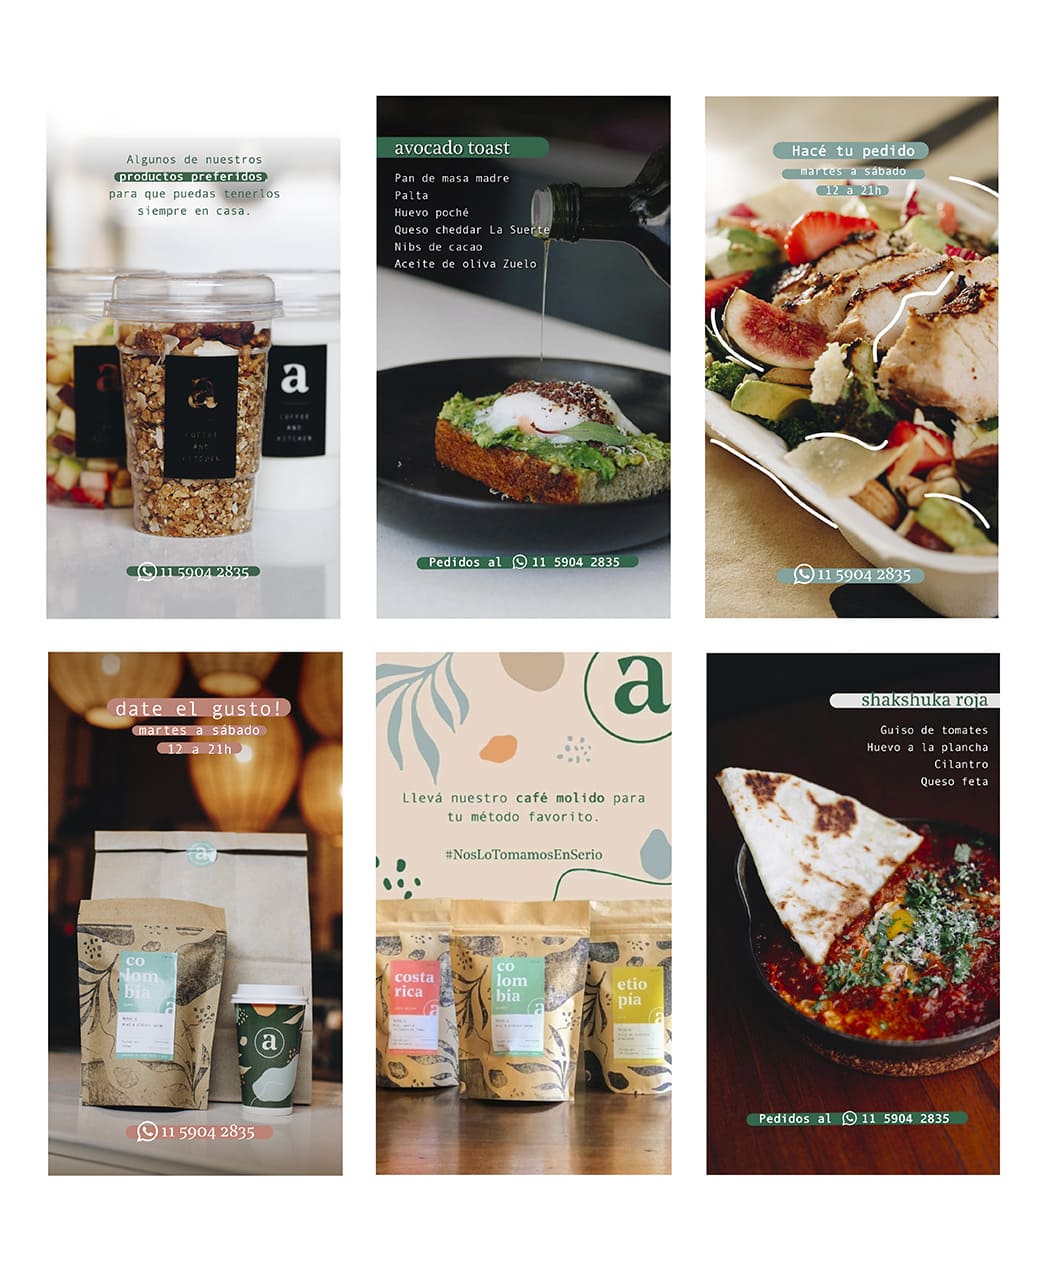 Algunos de nuestros
productos preferidos,
para que puedas tenerlos
siempre en casa.
a
a
COFFEE
AND
KITCHEN
a
COFFEE
AND
KITCHEN
11 5904 2835
avocado toast
Pan de masa madre
Palta
Huevo poché
Queso cheddar La Suerte
Nibs de cacao
Aceite de oliva Zuelo
Pedidos al 11 5904 2835
Hacé tu pedido
martes a sábado
12 a 21h
11 5904 2835
date el gusto!
martes a sábado
12 a 21h
a
co
lom
bia
a
a
11 5904 2835
a
Llevá nuestro café molido para
tu método favorito.
#NosLoTomamosEnSerio
costa
rica
a
co
lom
bia
a
etio
pía
a
shakshuka roja
Guiso de tomates
Huevo a la plancha
Cilantro
Queso feta
Pedidos al 11 5904 2835